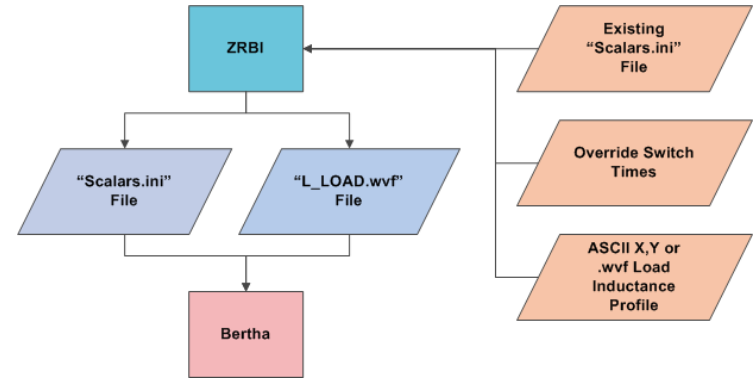 ZRBI
Existing
“Scalars.ini”
File
“Scalars.ini”
File
“L_LOAD.wvf”
File
Override Switch
Times
ASCII X,Y or
.wvf Load
Inductance
Profile
Bertha